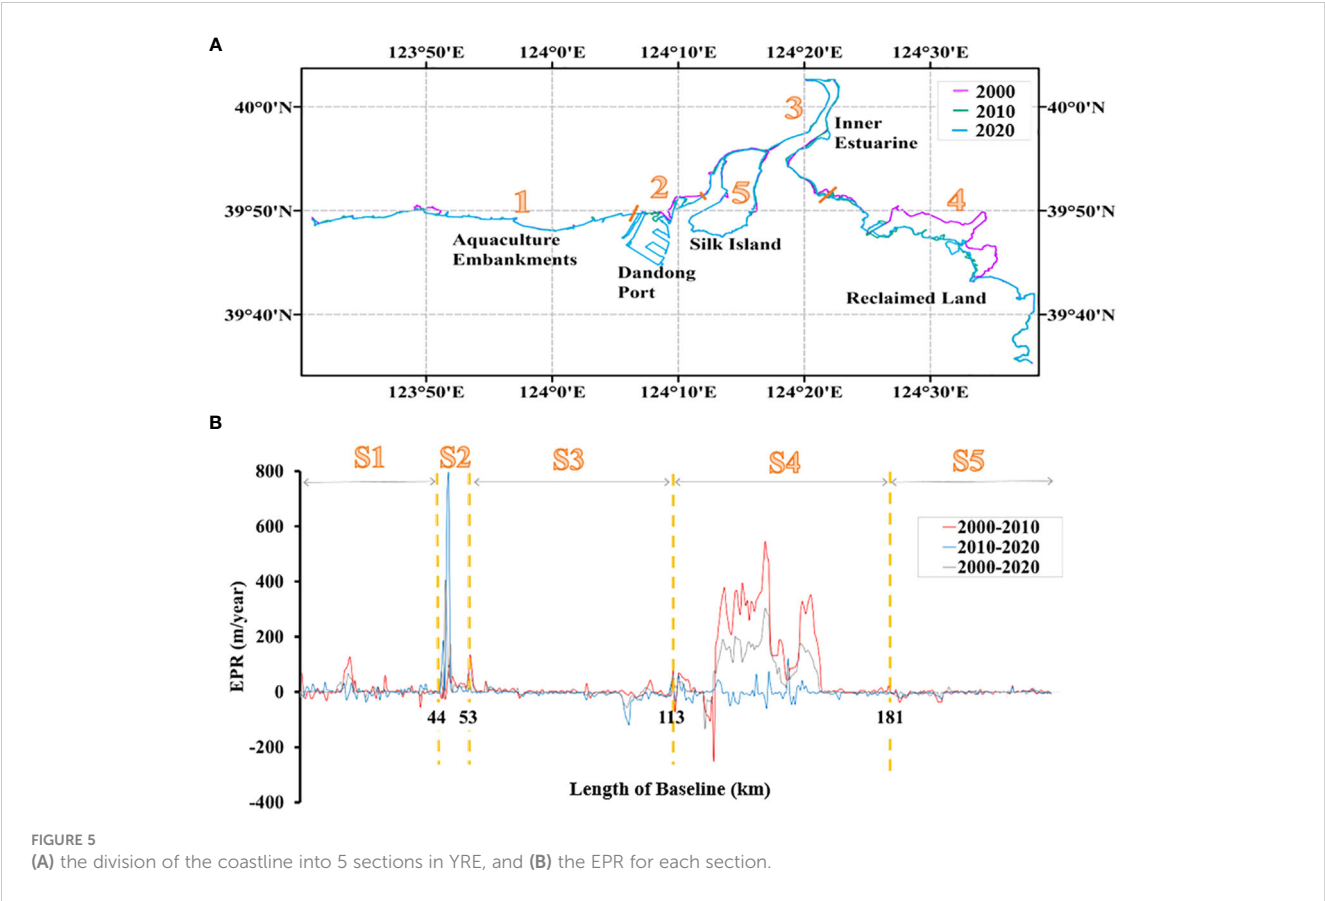 A
123°50'E 124°0'E 124°10'E 124°20'E 124°30'E
40°0'N
40°0'N
39°50'N
39°50'N
39°40'N
39°40'N
2000
2010
2020
3
Inner
Estuarine
1
2
5
4
Aquaculture
Embankments
Silk Island
Dandong
Port
Reclaimed Land
123°50'E 124°0'E 124°10'E 124°20'E 124°30'E
B
S1 S2 S3 S4 S5
800
600
400
200
0
-200
-400
EPR (m/year)
2000-2010
2010-2020
2000-2020
44 53 113 181
Length of Baseline (km)
FIGURE 5
(A) the division of the coastline into 5 sections in YRE, and (B) the EPR for each section.